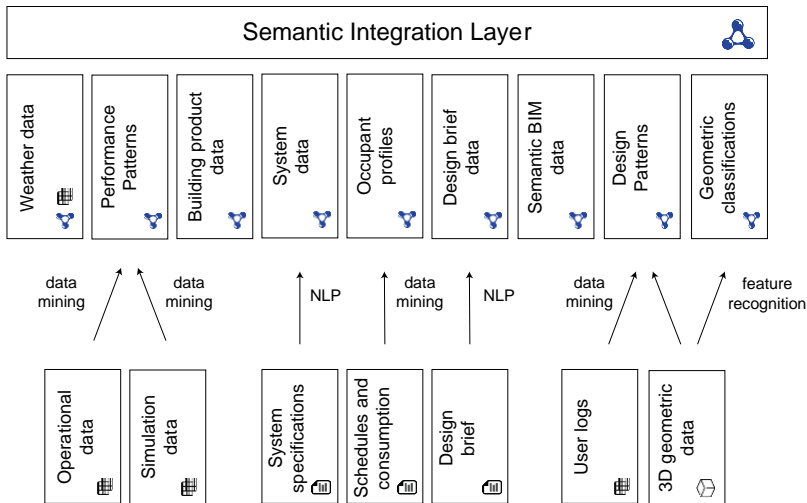 Semantic Integration Layer
Weather data
Performance
Patterns
Building product
data
System
data
Occupant
profiles
Design brief
data
Semantic BIM
data
Design
Patterns
Geometric
classifications
data
mining
data
mining
NLP
data
mining
NLP
data
mining
feature
recognition
Operational
data
Simulation
data
System
specifications
Schedules and
consumption
Design
brief
User logs
3D geometric
data